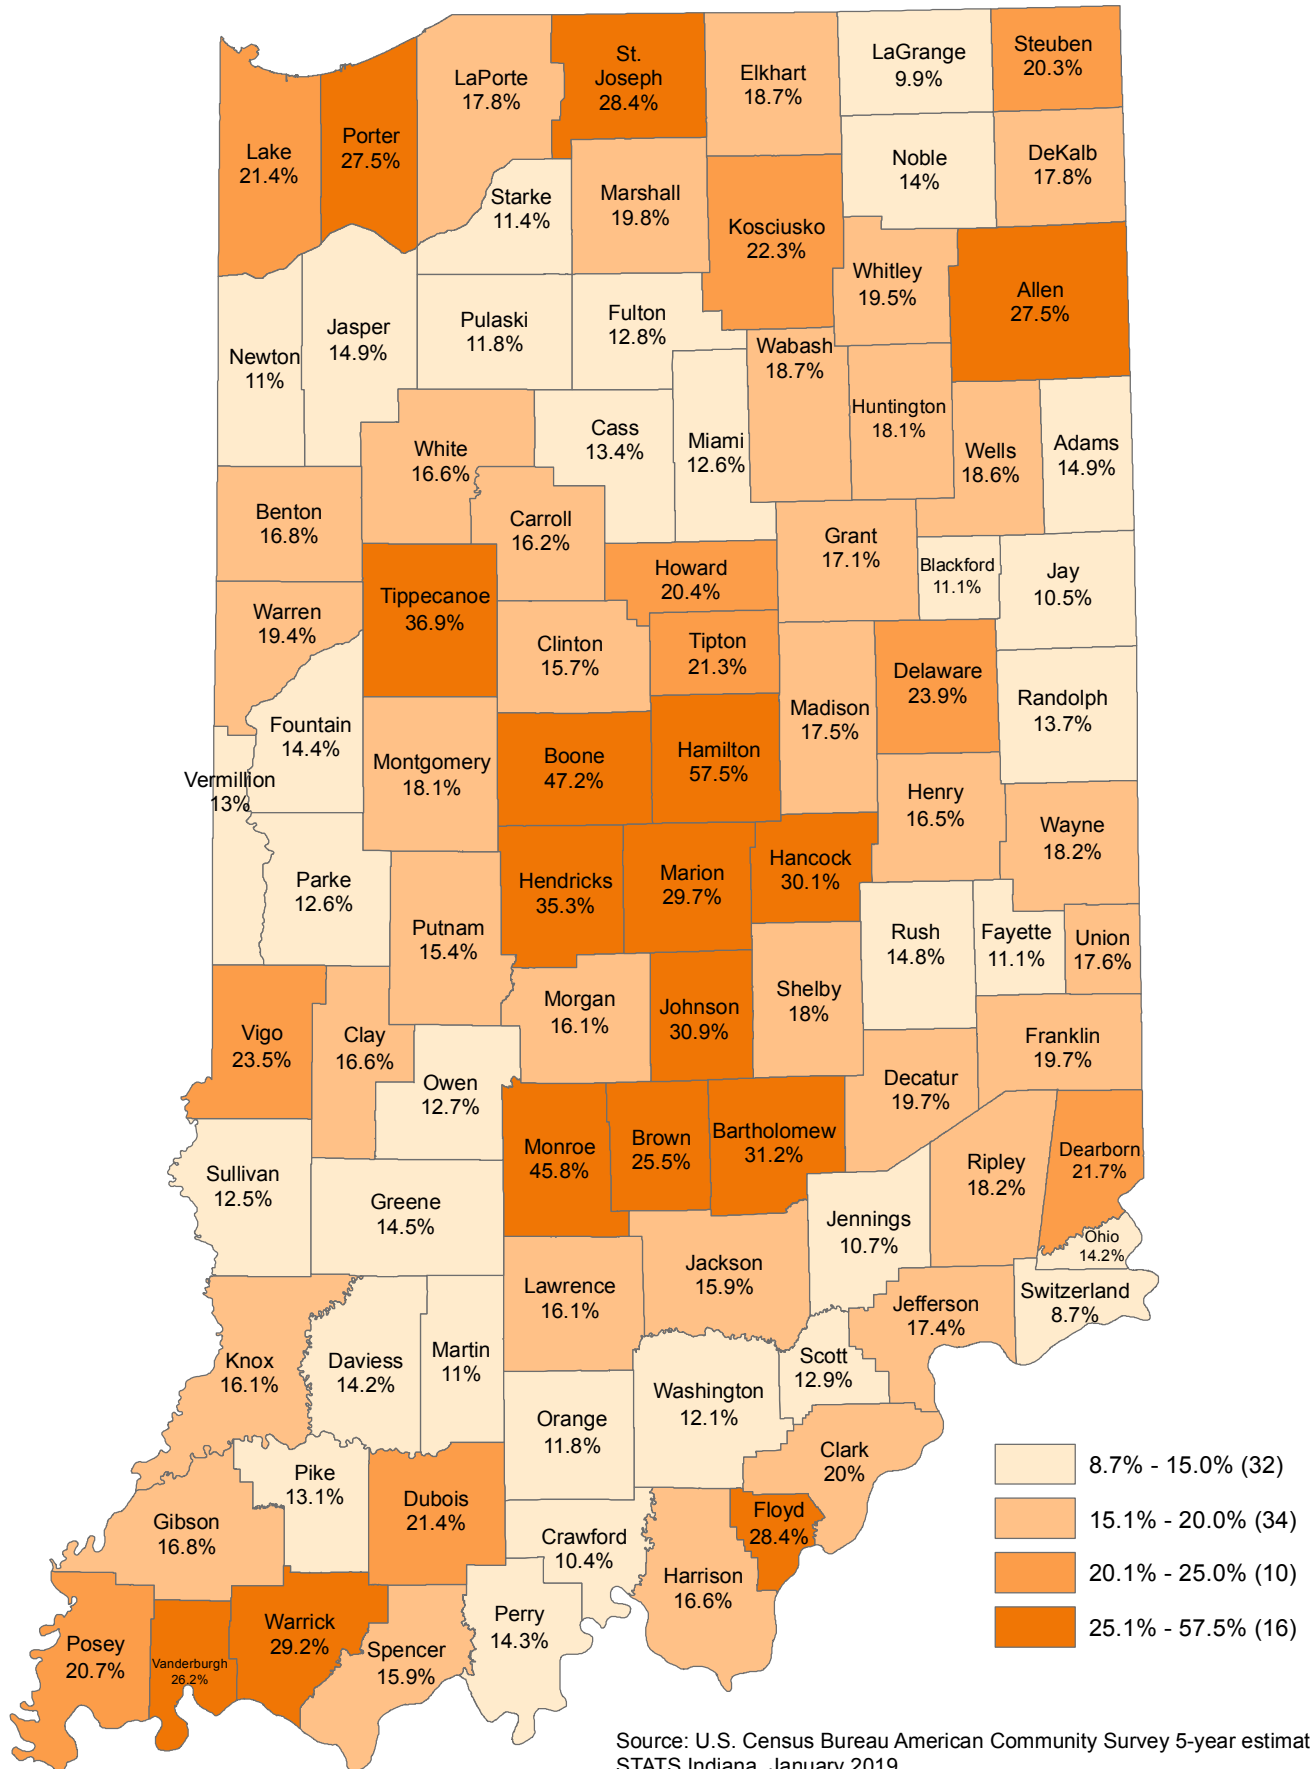 LaGrange
9.9%
Steuben
20.3%
St.
Joseph
28.4%
Elkhart
18.7%
LaPorte
17.8%
Porter
27.5%
Lake
21.4%
Noble
14%
DeKalb
17.8%
Starke
11.4%
Marshall
19.8%
Kosciusko
22.3%
Whitley
19.5%
Allen
27.5%
Newton
11%
Jasper
14.9%
Pulaski
11.8%
Fulton
12.8%
Wabash
18.7%
Huntington
18.1%
White
16.6%
Cass
13.4%
Miami
12.6%
Wells
18.6%
Adams
14.9%
Benton
16.8%
Carroll
16.2%
Grant
17.1%
Blackford
11.1%
Jay
10.5%
Howard
20.4%
Tippecanoe
36.9%
Warren
19.4%
Clinton
15.7%
Tipton
21.3%
Delaware
23.9%
Randolph
13.7%
Madison
17.5%
Fountain
14.4%
Montgomery
18.1%
Boone
47.2%
Hamilton
57.5%
Vermillion
13%
Henry
16.5%
Wayne
18.2%
Parke
12.6%
Hendricks
35.3%
Marion
29.7%
Hancock
30.1%
Putnam
15.4%
Rush
14.8%
Fayette
11.1%
Union
17.6%
Vigo
23.5%
Clay
16.6%
Morgan
16.1%
Johnson
30.9%
Shelby
18%
Franklin
19.7%
Owen
12.7%
Decatur
19.7%
Sullivan
12.5%
Greene
14.5%
Monroe
45.8%
Brown
25.5%
Bartholomew
31.2%
Ripley
18.2%
Dearborn
21.7%
Jennings
10.7%
Ohio
14.2%
Jackson
15.9%
Lawrence
16.1%
Switzerland
8.7%
Jefferson
17.4%
Knox
16.1%
Daviess
14.2%
Martin
11%
Scott
12.9%
Washington
12.1%
Orange
11.8%
Clark
20%
Pike
13.1%
Dubois
21.4%
Floyd
28.4%
Gibson
16.8%
Crawford
10.4%
Harrison
16.6%
Perry
14.3%
Posey
20.7%
Vanderburgh
26.2%
Warrick
29.2%
Spencer
15.9%
8.7% - 15.0% (32)
15.1% - 20.0% (34)
20.1% - 25.0% (10)
25.1% - 57.5% (16)
Source: U.S. Census Bureau American Community Survey 5-year estimat
STATS Indiana, January 2019